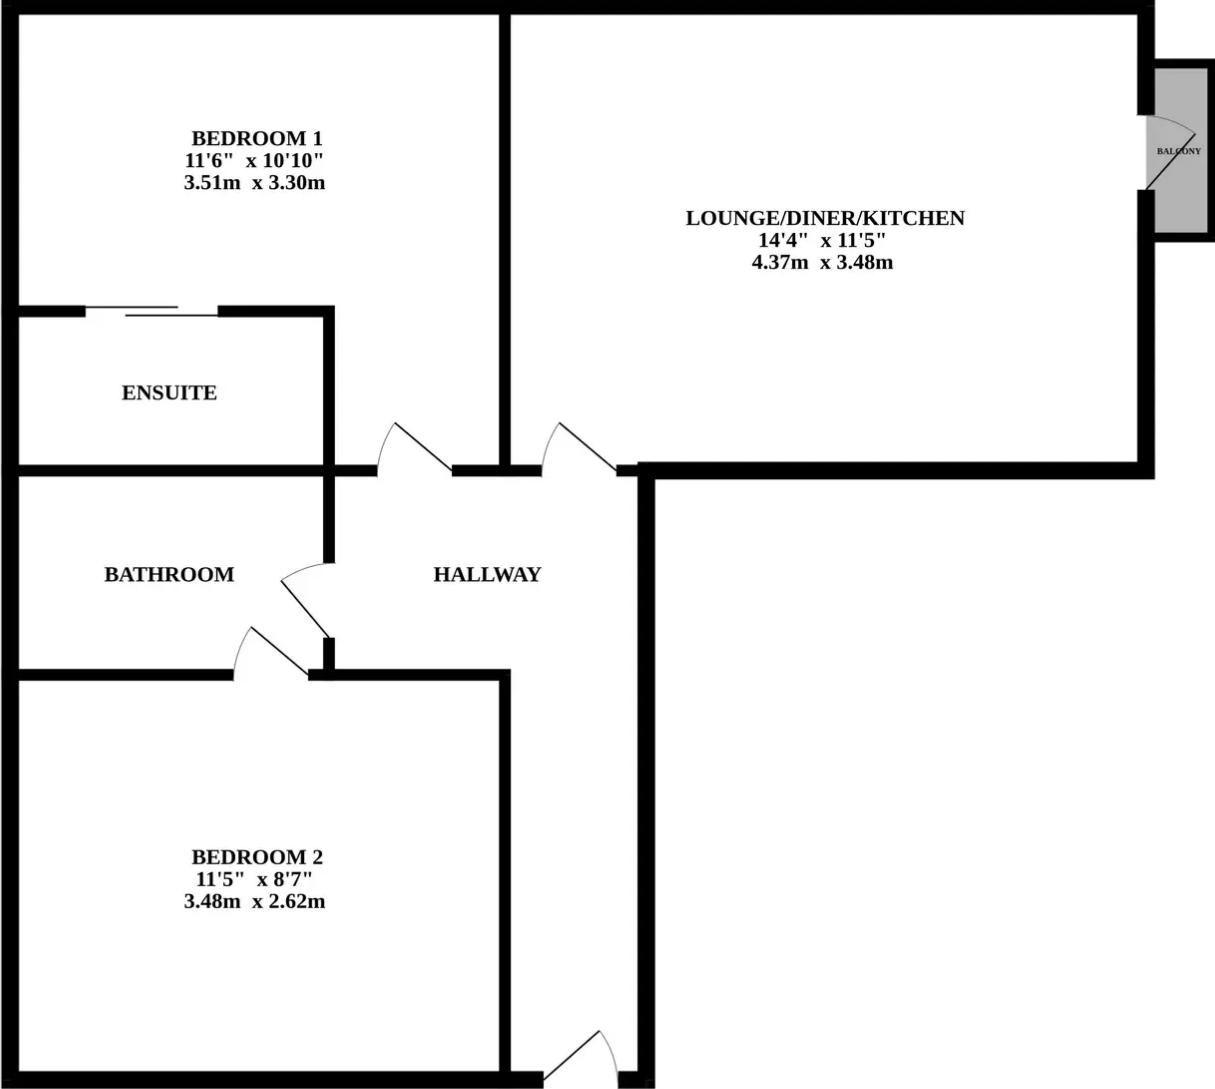 BEDROOM 1
11'6" x 10'10"
3.51m x 3.30m
LOUNGE/DINER/KITCHEN
14'4" x 11'5"
4.37m x 3.48m
BALCONY
ENSUITE
BATHROOM
HALLWAY
BEDROOM 2
11'5" x 8'7"
3.48m x 2.62m